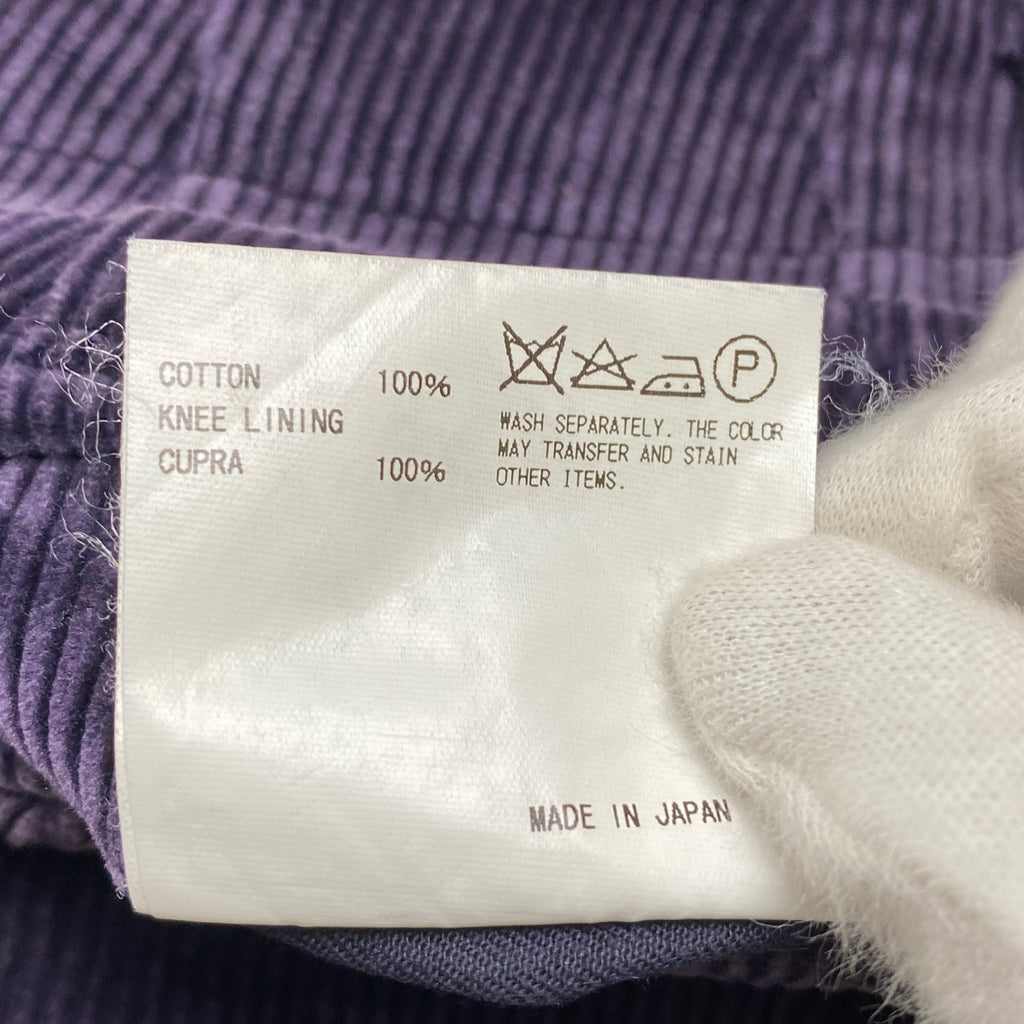 COTTON 100%
KNEE LINING
CUPRA 100%
P
WASH SEPARATELY. THE COLOR
MAY TRANSFER AND STAIN
OTHER ITEMS.
MADE IN JAPAN